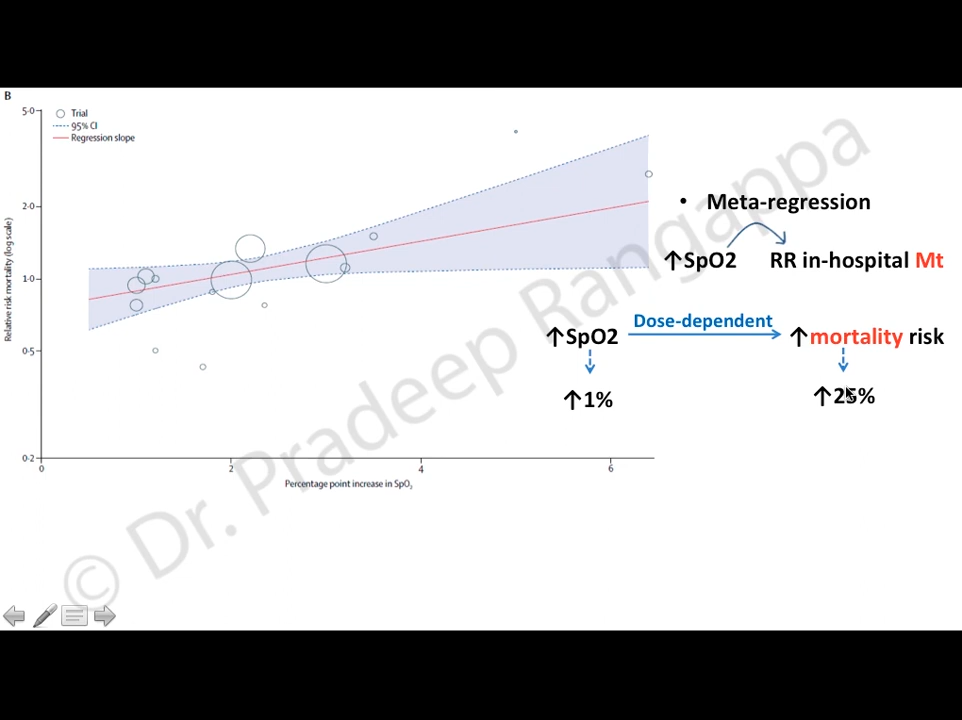 B
5·0
Trial
95% CI
Regression slope
2·0
1·0
0·5
0·2
Relative risk mortality (log scale)
0
2
4
6
Percentage point increase in SpO₂
• Meta-regression
↑SpO2 RR in-hospital Mt
Dose-dependent
↑SpO2 ↑mortality risk
↑1% ↑25%
© Dr. Pradeep Rangappa